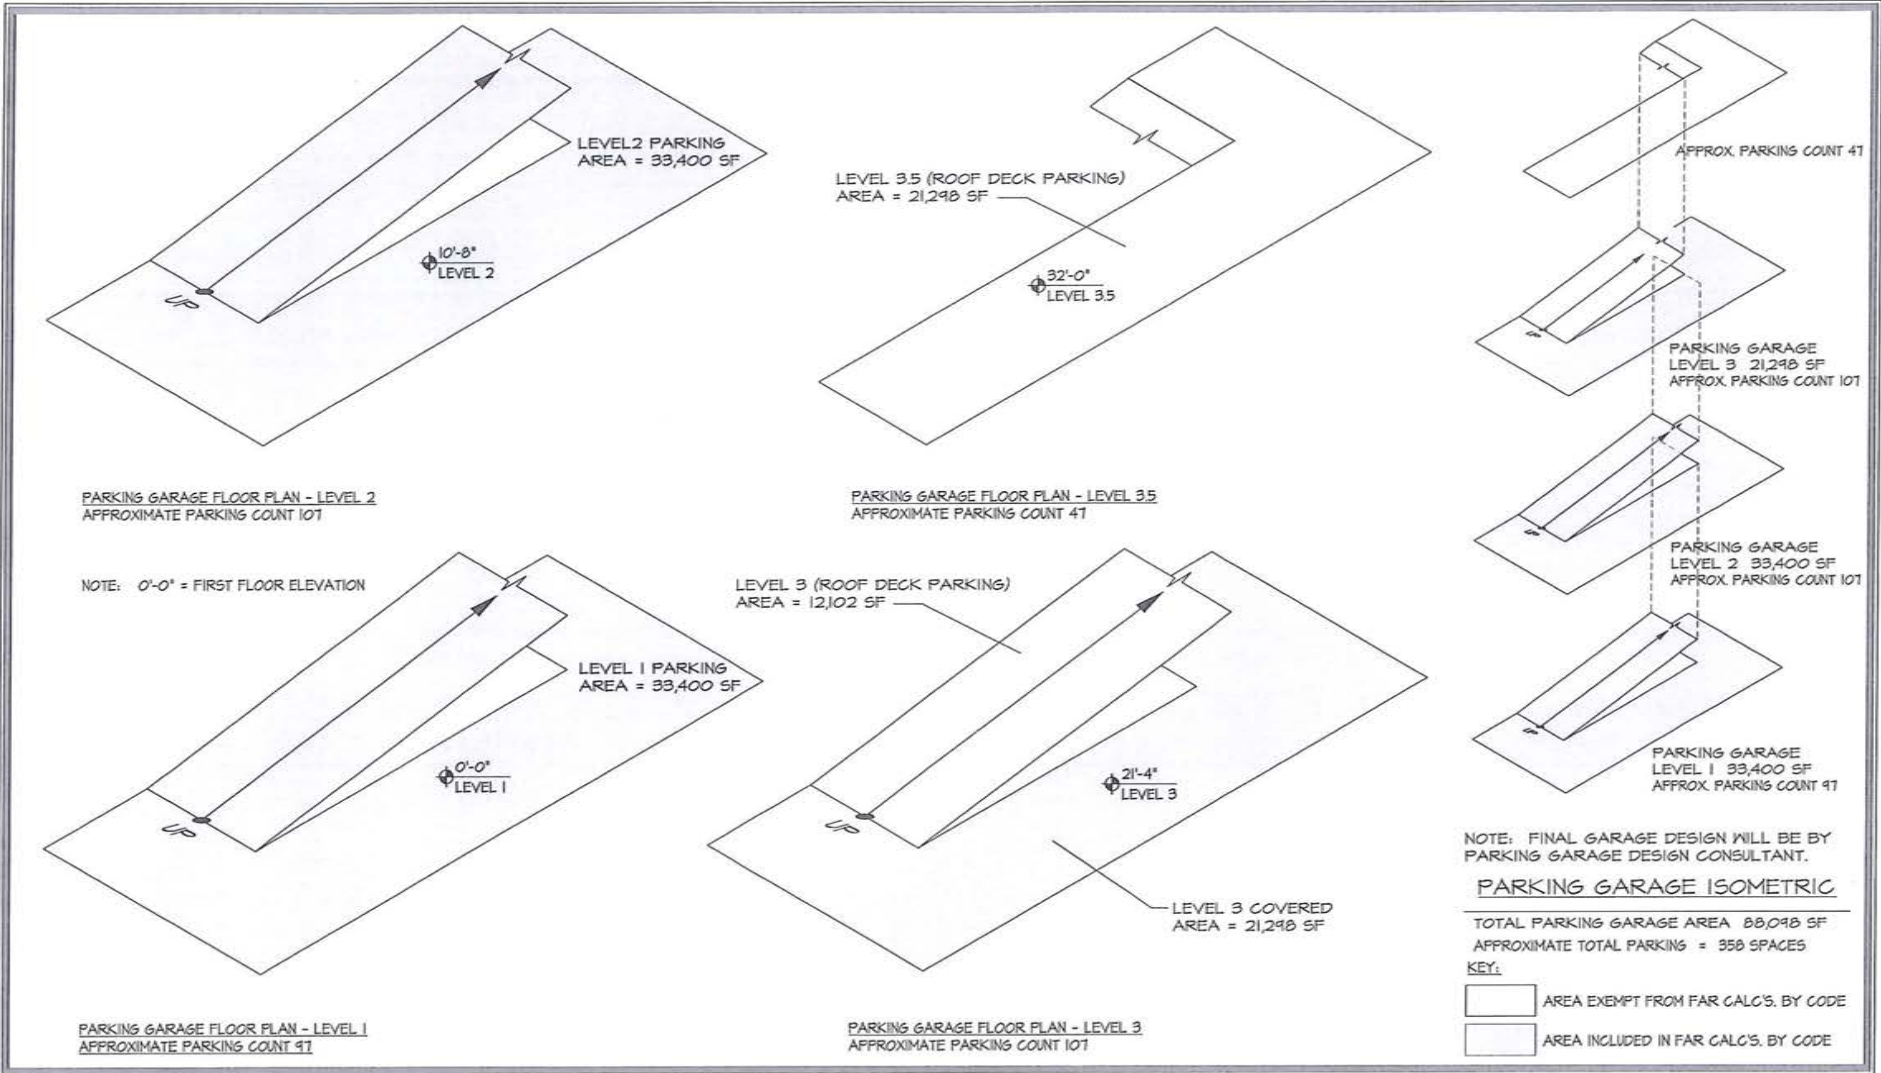 LEVEL2 PARKING
AREA = 33,400 SF
10'-8"
LEVEL 2
UP
PARKING GARAGE FLOOR PLAN - LEVEL 2
APPROXIMATE PARKING COUNT 107
LEVEL 3.5 (ROOF DECK PARKING)
AREA = 21,298 SF
32'-0"
LEVEL 3.5
PARKING GARAGE FLOOR PLAN - LEVEL 3.5
APPROXIMATE PARKING COUNT 47
NOTE: 0'-0" = FIRST FLOOR ELEVATION
LEVEL 1 PARKING
AREA = 33,400 SF
0'-0"
LEVEL 1
UP
PARKING GARAGE FLOOR PLAN - LEVEL 1
APPROXIMATE PARKING COUNT 97
LEVEL 3 (ROOF DECK PARKING)
AREA = 12,102 SF
21'-4"
LEVEL 3
UP
LEVEL 3 COVERED
AREA = 21,298 SF
PARKING GARAGE FLOOR PLAN - LEVEL 3
APPROXIMATE PARKING COUNT 107
APPROX. PARKING COUNT 47
UP
PARKING GARAGE
LEVEL 3 21,298 SF
APPROX. PARKING COUNT 107
UP
PARKING GARAGE
LEVEL 2 33,400 SF
APPROX. PARKING COUNT 107
UP
PARKING GARAGE
LEVEL 1 33,400 SF
APPROX. PARKING COUNT 97
NOTE: FINAL GARAGE DESIGN WILL BE BY
PARKING GARAGE DESIGN CONSULTANT.
PARKING GARAGE ISOMETRIC
TOTAL PARKING GARAGE AREA 88,098 SF
APPROXIMATE TOTAL PARKING = 358 SPACES
KEY:
AREA EXEMPT FROM FAR CALC'S. BY CODE
AREA INCLUDED IN FAR CALC'S. BY CODE